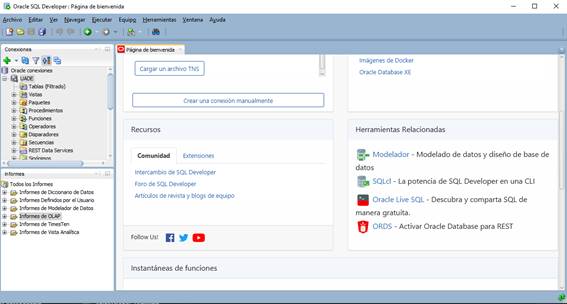 Oracle SQL Developer : Página de bienvenida
Archivo Editar Ver Navegar Ejecutar Equipo Herramientas Ventana Ayuda
Conexiones
Oracle conexiones
UADE
Tablas (Filtrado)
Vistas
Paquetes
Procedimientos
Funciones
Operadores
Disparadores
Secuencias
REST Data Services
Sinónimos
Informes
Todos los Informes
Informes de Diccionario de Datos
Informes Definidos por el Usuario
Informes de Modelador de Datos
Informes de OLAP
Informes de TimesTen
Informes de Vista Analítica
Página de bienvenida
Cargar un archivo TNS
Crear una conexión manualmente
Imágenes de Docker
Oracle Database XE
Recursos
Comunidad Extensiones
Intercambio de SQL Developer
Foro de SQL Developer
Artículos de revista y blogs de equipo
Follow Us!
Herramientas Relacionadas
Modelador - Modelado de datos y diseño de base de
datos
SQLcl - La potencia de SQL Developer en una CLI
Oracle Live SQL - Descubra y comparta SQL de
manera gratuita.
ORDS - Activar Oracle Database para REST
Instantáneas de funciones